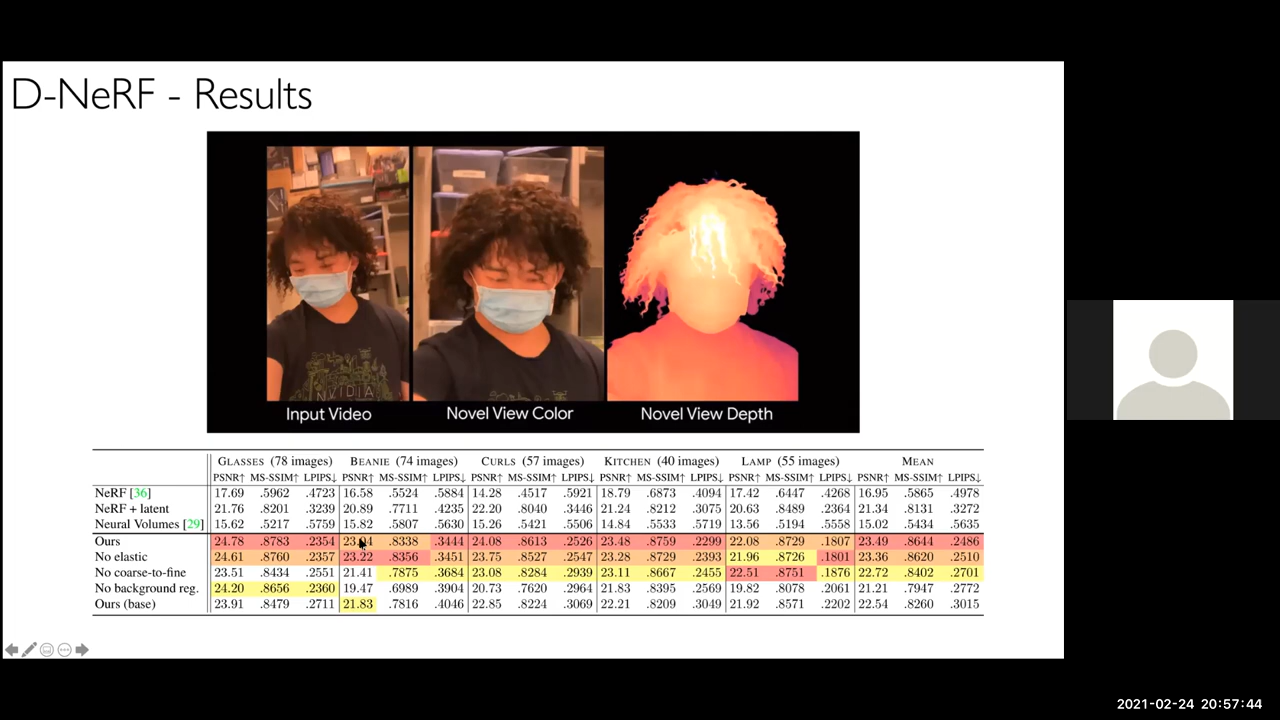 D-NeRF - Results
NVIDIA
Input Video Novel View Color Novel View Depth
GLASSES (78 images) BEANIE (74 images) CURLS (57 images) KITCHEN (40 images) LAMP (55 images) MEAN
PSNR↑ MS-SSIM↑ LPIPS↓ PSNR↑ MS-SSIM↑ LPIPS↓ PSNR↑ MS-SSIM↑ LPIPS↓ PSNR↑ MS-SSIM↑ LPIPS↓ PSNR↑ MS-SSIM↑ LPIPS↓ PSNR↑ MS-SSIM↑ LPIPS↓
NeRF [36] 17.69 .5962 .4723 16.58 .5524 .5884 14.28 .4517 .5921 18.79 .6873 .4094 17.42 .6447 .4268 16.95 .5865 .4978
NeRF + latent 21.76 .8201 .3239 20.89 .7711 .4235 22.20 .8040 .3446 21.24 .8212 .3075 20.63 .8489 .2364 21.34 .8131 .3272
Neural Volumes [29] 15.62 .5217 .5759 15.82 .5807 .5630 15.26 .5421 .5506 14.84 .5533 .5719 13.56 .5194 .5558 15.02 .5434 .5635
Ours 24.78 .8783 .2354 .8338 .3444 24.08 .8613 .2526 23.48 .8759 .2299 22.08 .8729 .1807 23.49 .8644 .2486
No elastic 24.61 .8760 .2357 23.22 .8356 .3451 23.75 .8527 .2547 23.28 .8729 .2393 21.96 .8726 .1801 23.36 .8620 .2510
No coarse-to-fine 23.51 .8434 .2551 21.41 .7875 .3684 23.08 .8284 .2939 23.11 .8667 .2455 22.51 .8751 .1876 22.72 .8402 .2701
No background reg. 24.20 .8656 .2360 19.47 .6989 .3904 20.73 .7620 .2964 21.83 .8395 .2569 19.82 .8078 .2061 21.21 .7947 .2772
Ours (base) 23.91 .8479 .2711 21.83 .7816 .4046 22.85 .8224 .3069 22.21 .8209 .3049 21.92 .8571 .2202 22.54 .8260 .3015
2021-02-24 20:57:44